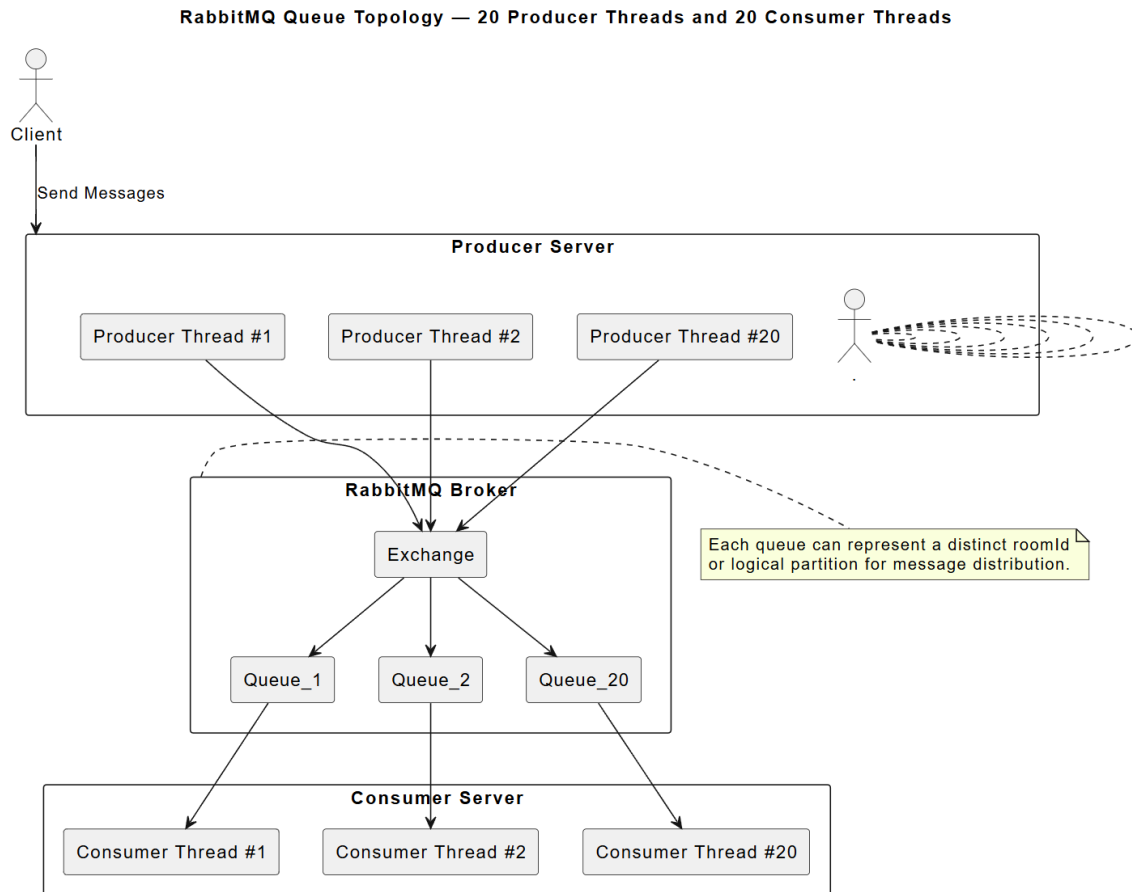 RabbitMQ Queue Topology — 20 Producer Threads and 20 Consumer Threads
Client
Send Messages
Producer Server
Producer Thread #1
Producer Thread #2
Producer Thread #20
.
RabbitMQ Broker
Exchange
Each queue can represent a distinct roomId
or logical partition for message distribution.
Queue_1
Queue_2
Queue_20
Consumer Server
Consumer Thread #1
Consumer Thread #2
Consumer Thread #20